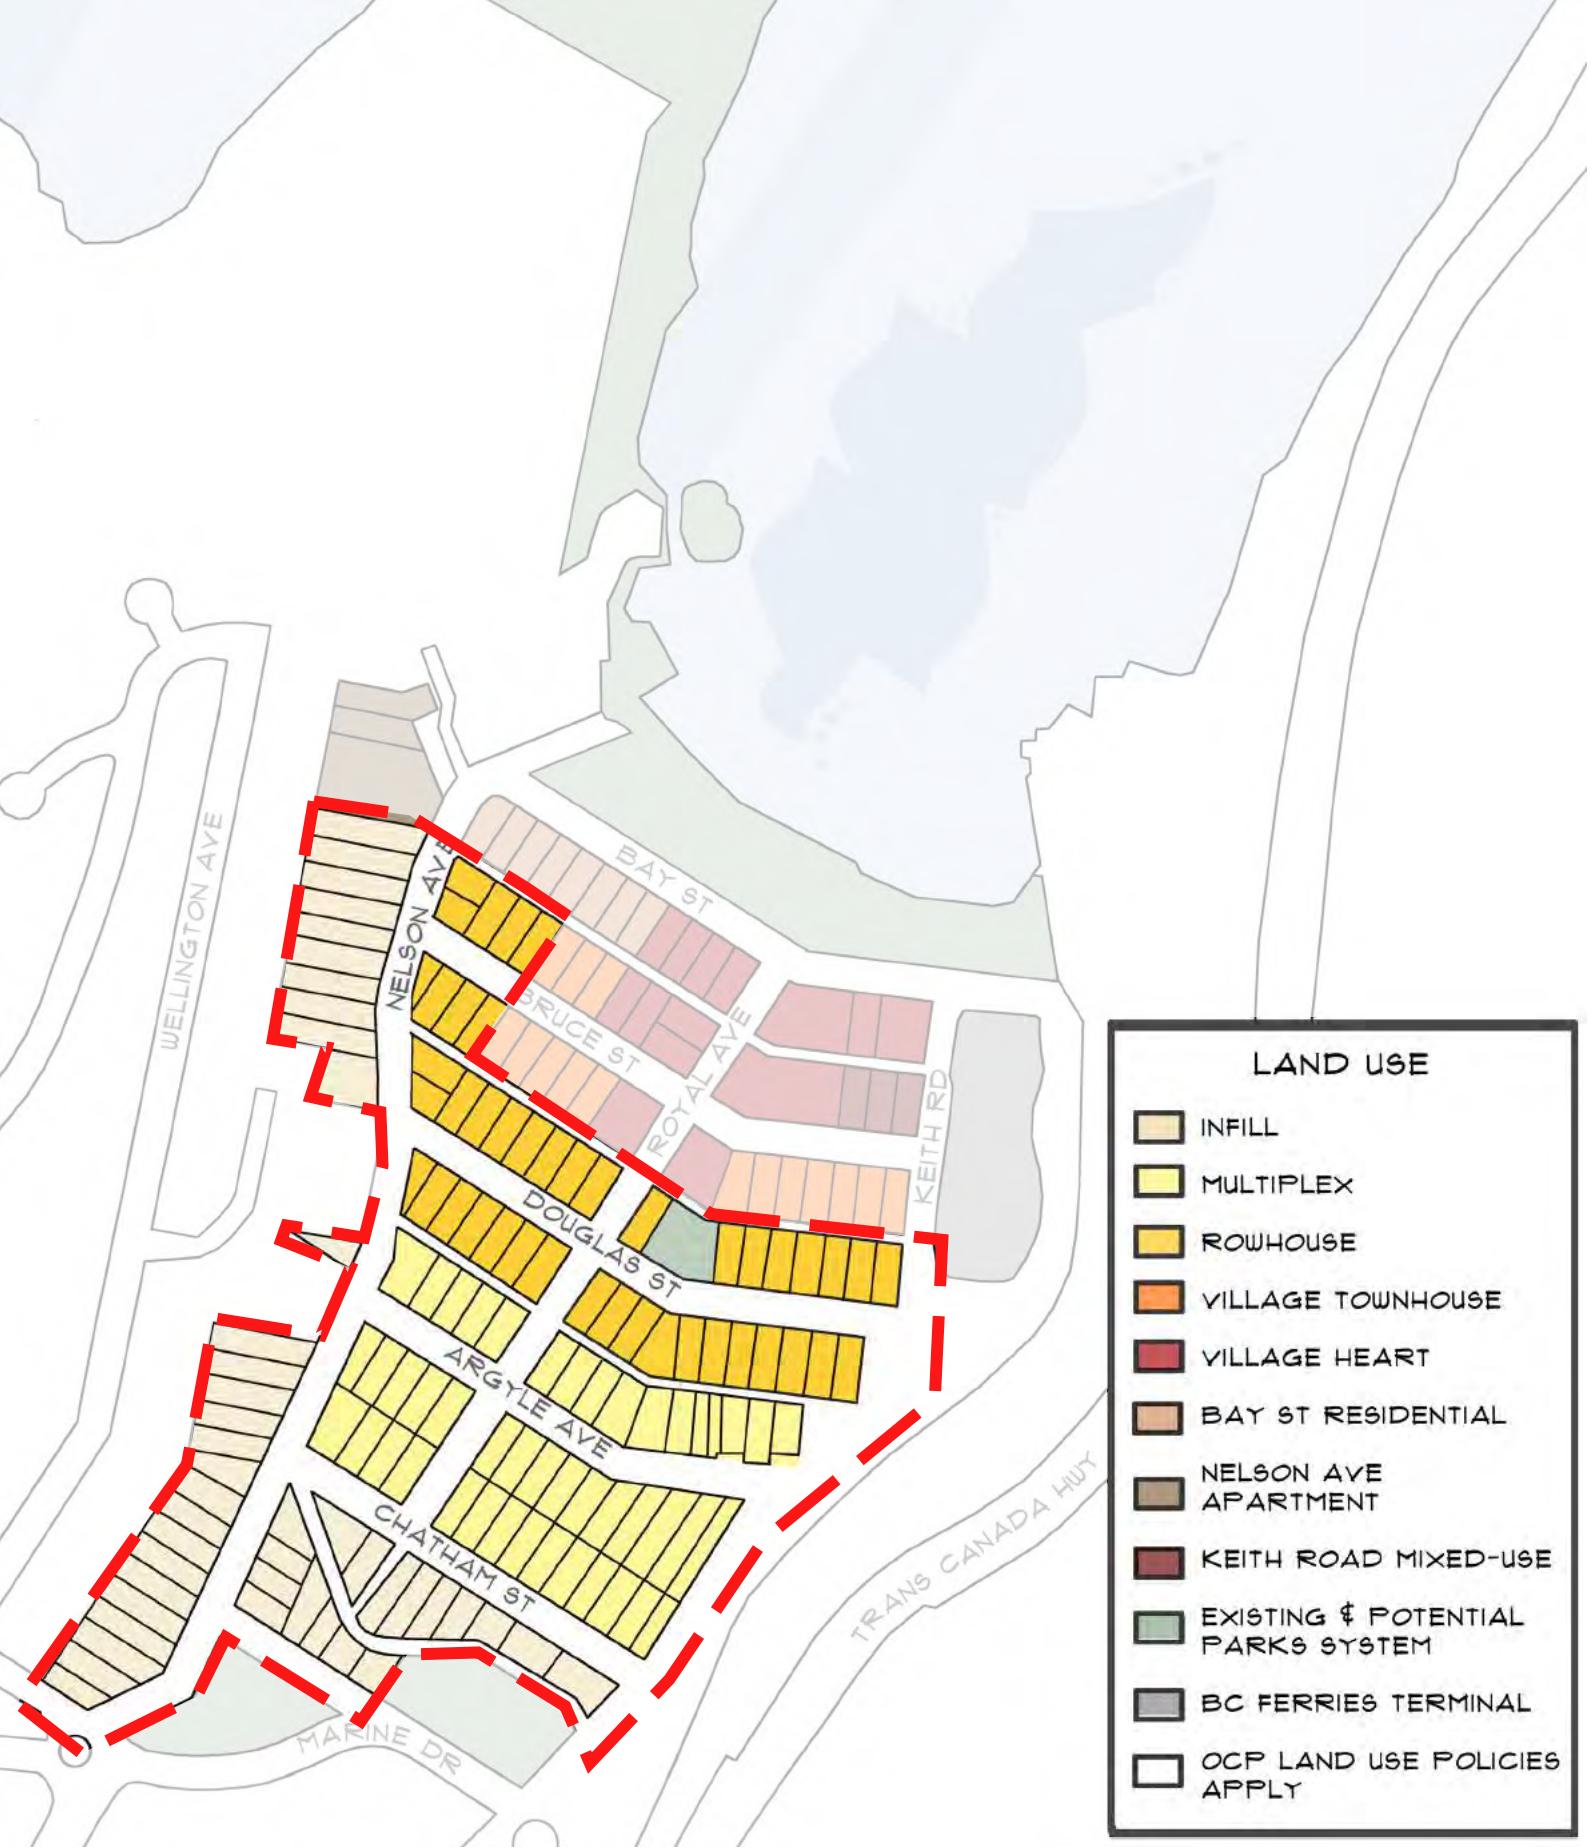 BAY ST
NELSON AVE
WELLINGTON AVE
BRUCE ST
ROYAL AVE
KEITH RD
DOUGLAS ST
ARGYLE AVE
CHATHAM ST
TRANS CANADA HWY
MARINE DR
LAND USE
INFILL
MULTIPLEX
ROWHOUSE
VILLAGE TOWNHOUSE
VILLAGE HEART
BAY ST RESIDENTIAL
NELSON AVE
APARTMENT
KEITH ROAD MIXED-USE
EXISTING & POTENTIAL
PARKS SYSTEM
BC FERRIES TERMINAL
OCP LAND USE POLICIES
APPLY